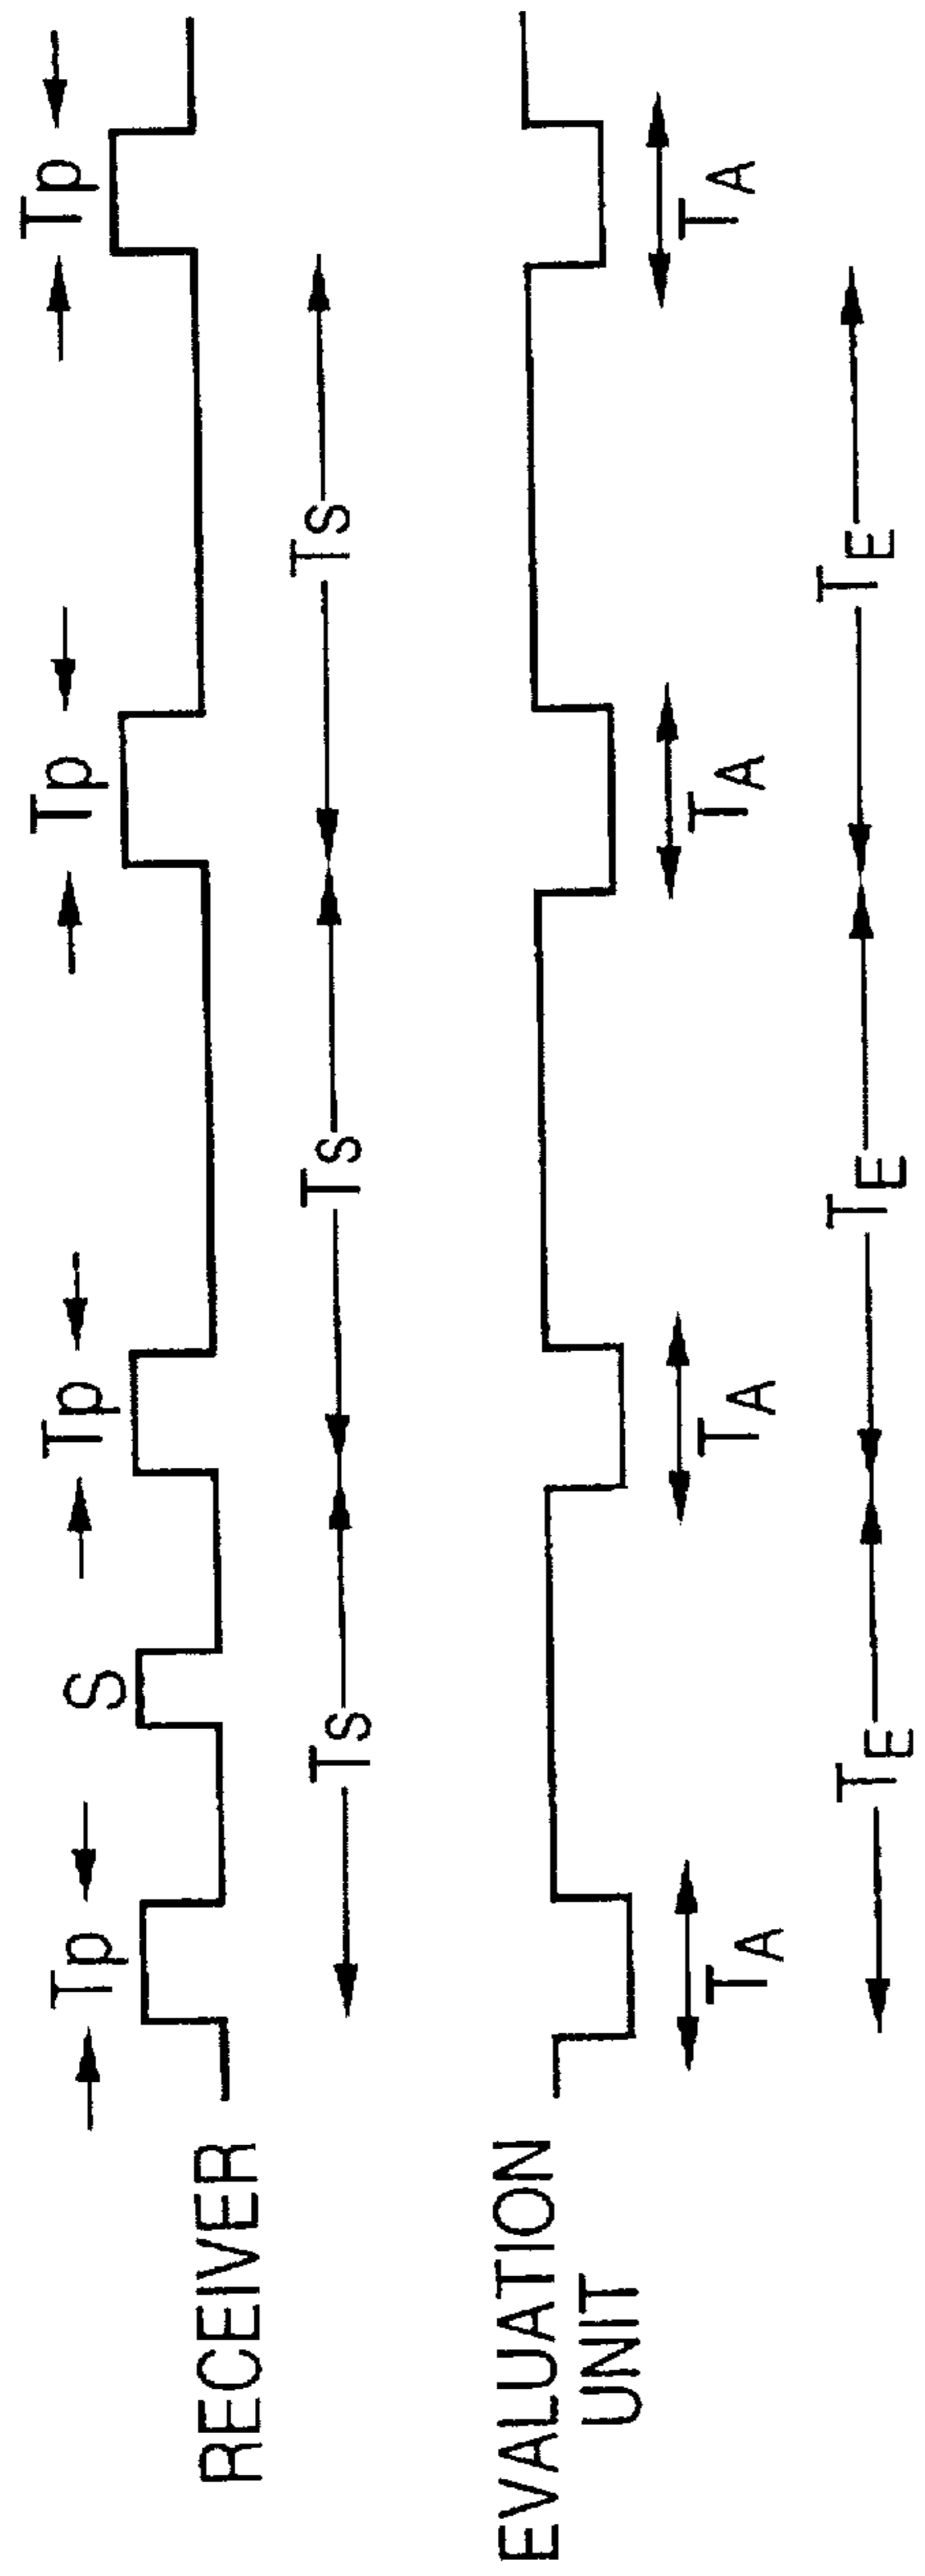 Tp S Tp Tp Tp
RECEIVER
TS TS TS
EVALUATION
UNIT
TA TA TA TA
TE TE TE